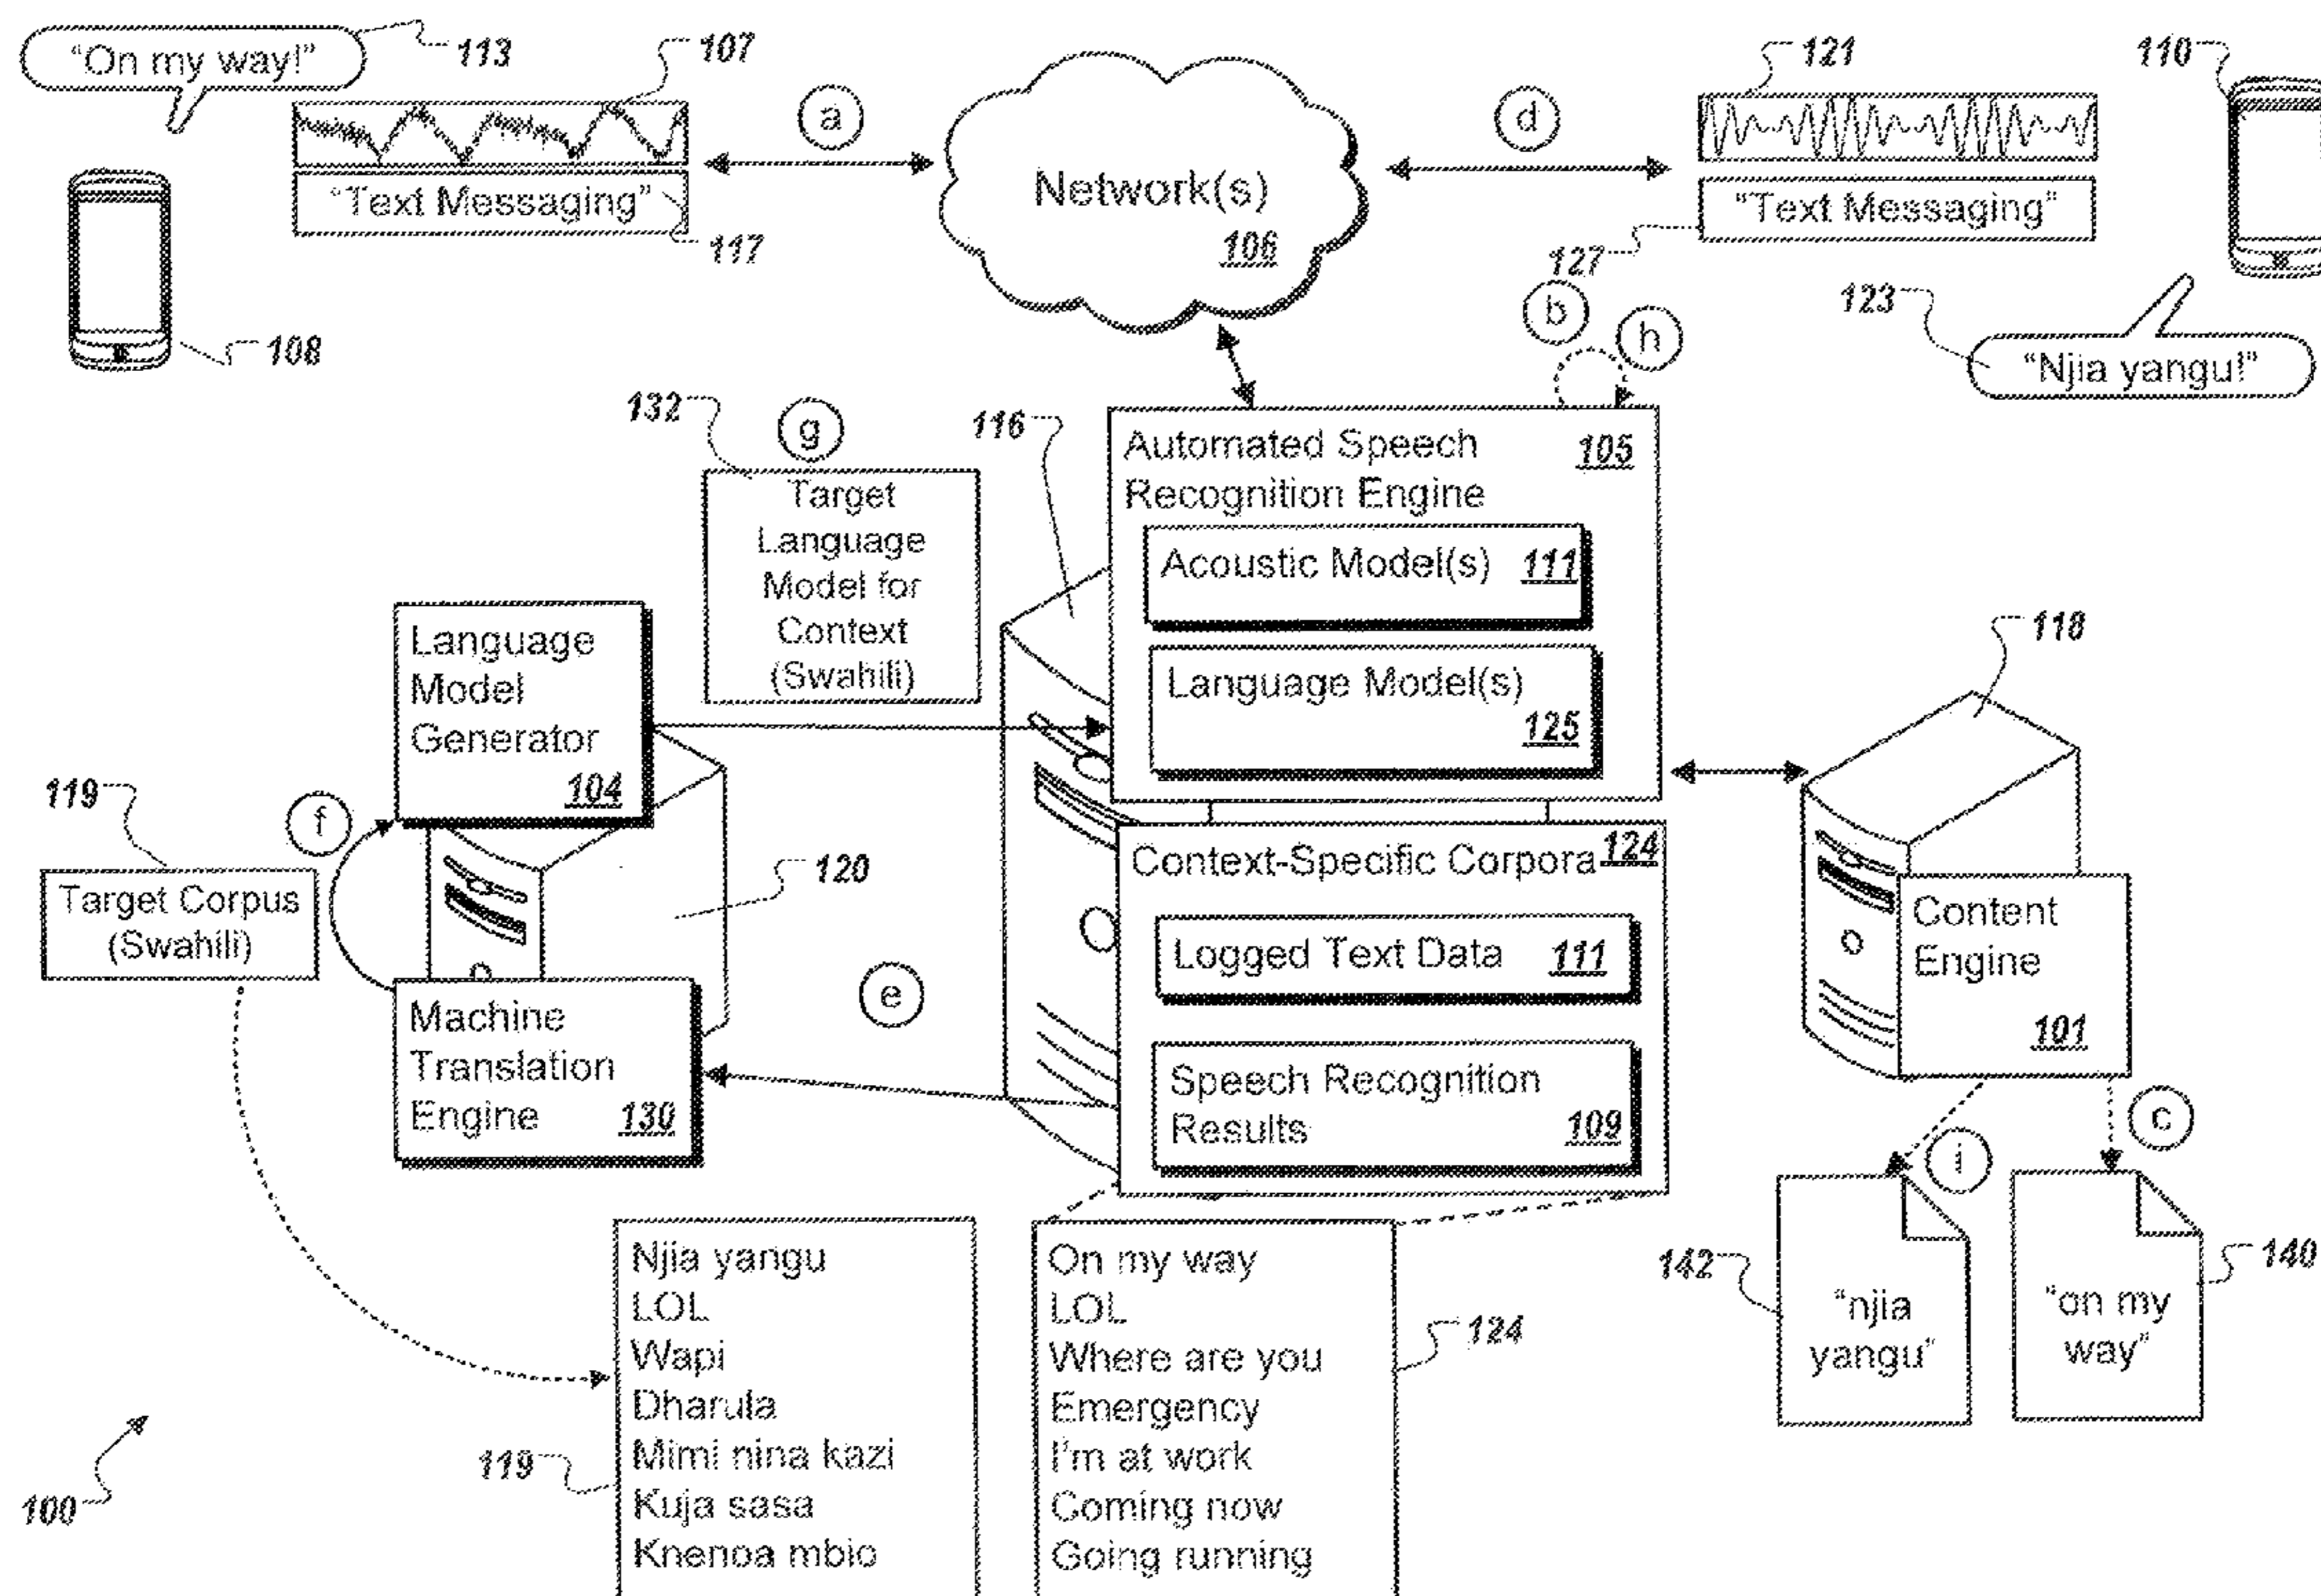 "On my way!"
113
107
a
"Text Messaging"
117
108
Network(s)
106
d
121
"Text Messaging"
127
110
123
"Njia yangu!"
b
h
132
g
Target
Language
Model for
Context
(Swahili)
116
Automated Speech
Recognition Engine
105
Acoustic Model(s) 111
Language Model(s)
125
118
Language
Model
Generator
104
119
f
Target Corpus
(Swahili)
120
Context-Specific Corpora 124
Logged Text Data 111
Speech Recognition
Results 109
Content
Engine
101
e
Machine
Translation
Engine 130
c
i
Njia yangu
LOL
Wapi
Dharula
Mimi nina kazi
Kuja sasa
Knenoa mbio
119
On my way
LOL
Where are you
Emergency
I'm at work
Coming now
Going running
124
142
"njia
yangu"
140
"on my
way"
100